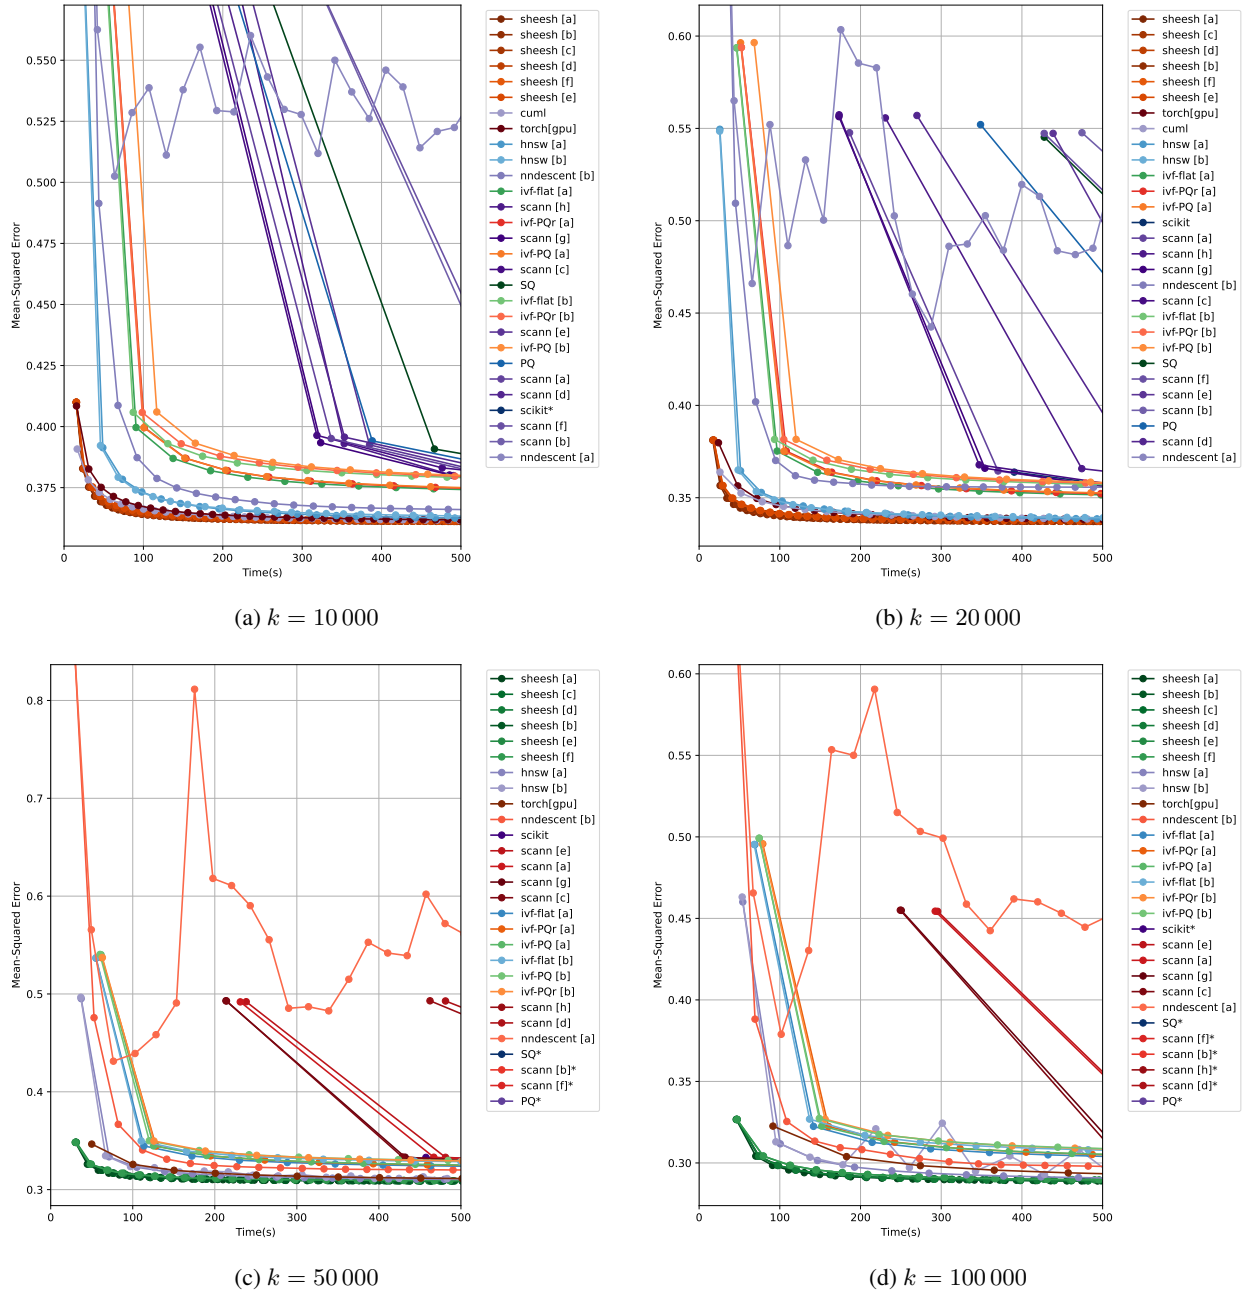 0.550
0.525
0.500
0.475
0.450
0.425
0.400
0.375
Mean-Squared Error
0
100
200
300
400
500
Time(s)
sheesh [a]
sheesh [b]
sheesh [c]
sheesh [d]
sheesh [f]
sheesh [e]
cuml
torch[gpu]
hnsw [a]
hnsw [b]
nndescent [b]
ivf-flat [a]
scann [h]
ivf-PQr [a]
scann [g]
ivf-PQ [a]
scann [c]
SQ
ivf-flat [b]
ivf-PQr [b]
scann [e]
ivf-PQ [b]
PQ
scann [a]
scann [d]
scikit*
scann [f]
scann [b]
nndescent [a]
(a) k = 10 000
0.60
0.55
0.50
0.45
0.40
0.35
Mean-Squared Error
0
100
200
300
400
500
Time(s)
sheesh [a]
sheesh [c]
sheesh [d]
sheesh [b]
sheesh [f]
sheesh [e]
torch[gpu]
cuml
hnsw [a]
hnsw [b]
ivf-flat [a]
ivf-PQr [a]
ivf-PQ [a]
scikit
scann [a]
scann [h]
scann [g]
nndescent [b]
scann [c]
ivf-flat [b]
ivf-PQr [b]
ivf-PQ [b]
SQ
scann [f]
scann [e]
scann [b]
PQ
scann [d]
nndescent [a]
(b) k = 20 000
0.8
0.7
0.6
0.5
0.4
0.3
Mean-Squared Error
0
100
200
300
400
500
Time(s)
sheesh [a]
sheesh [c]
sheesh [d]
sheesh [b]
sheesh [e]
sheesh [f]
hnsw [a]
hnsw [b]
torch[gpu]
nndescent [b]
scikit
scann [e]
scann [a]
scann [g]
scann [c]
ivf-flat [a]
ivf-PQr [a]
ivf-PQ [a]
ivf-flat [b]
ivf-PQ [b]
ivf-PQr [b]
scann [h]
scann [d]
nndescent [a]
SQ*
scann [b]*
scann [f]*
PQ*
(c) k = 50 000
0.60
0.55
0.50
0.45
0.40
0.35
0.30
Mean-Squared Error
0
100
200
300
400
500
Time(s)
sheesh [a]
sheesh [b]
sheesh [c]
sheesh [d]
sheesh [e]
sheesh [f]
hnsw [a]
hnsw [b]
torch[gpu]
nndescent [b]
ivf-flat [a]
ivf-PQr [a]
ivf-PQ [a]
ivf-flat [b]
ivf-PQr [b]
ivf-PQ [b]
scikit*
scann [e]
scann [a]
scann [g]
scann [c]
nndescent [a]
SQ*
scann [f]*
scann [b]*
scann [h]*
scann [d]*
PQ*
(d) k = 100 000